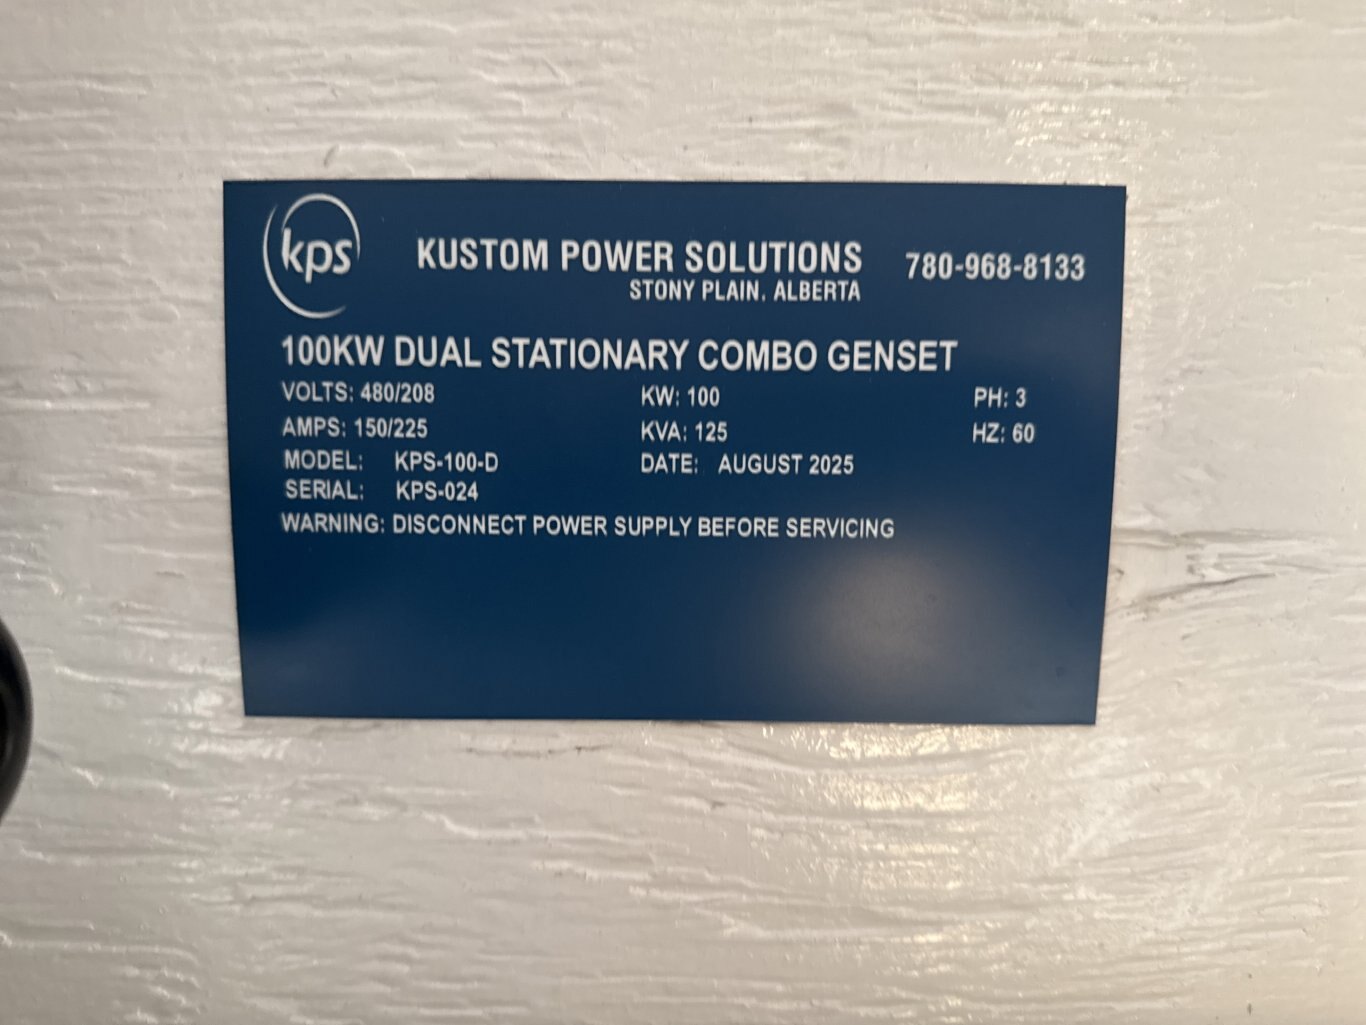 kps
KUSTOM POWER SOLUTIONS 780-968-8133
STONY PLAIN, ALBERTA
100KW DUAL STATIONARY COMBO GENSET
VOLTS: 480/208 KW: 100 PH: 3
AMPS: 150/225 KVA: 125 HZ: 60
MODEL: KPS-100-D DATE: AUGUST 2025
SERIAL: KPS-024
WARNING: DISCONNECT POWER SUPPLY BEFORE SERVICING